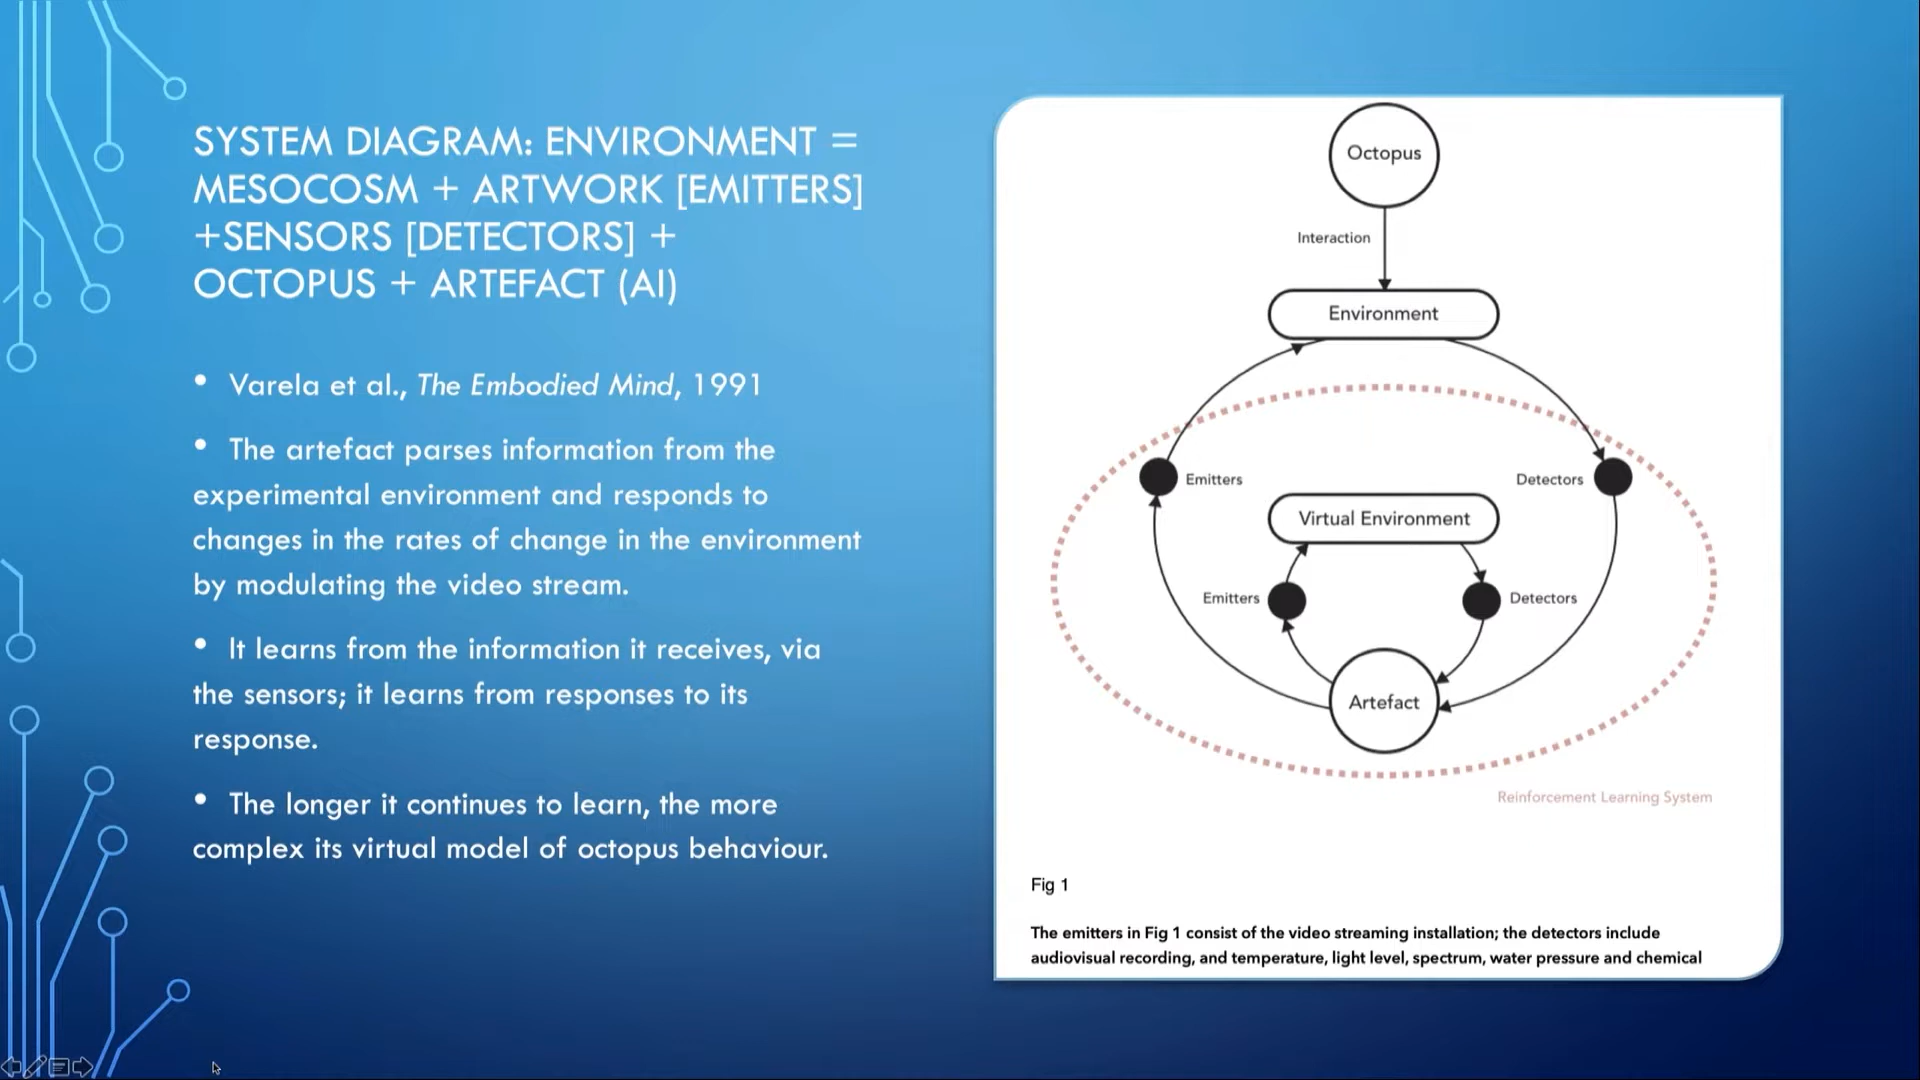 SYSTEM DIAGRAM: ENVIRONMENT =
MESOCOSM + ARTWORK [EMITTERS]
+SENSORS [DETECTORS] +
OCTOPUS + ARTEFACT (AI)
• Varela et al., The Embodied Mind, 1991
• The artefact parses information from the
experimental environment and responds to
changes in the rates of change in the environment
by modulating the video stream.
• It learns from the information it receives, via
the sensors; it learns from responses to its
response.
• The longer it continues to learn, the more
complex its virtual model of octopus behaviour.
Octopus
Interaction
Environment
Emitters
Detectors
Virtual Environment
Emitters
Detectors
Artefact
Reinforcement Learning System
Fig 1
The emitters in Fig 1 consist of the video streaming installation; the detectors include
audiovisual recording, and temperature, light level, spectrum, water pressure and chemical